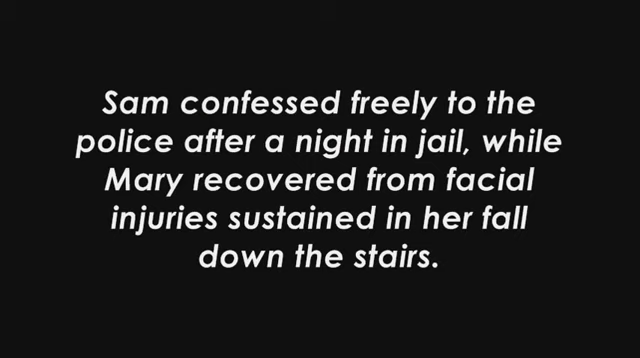 Sam confessed freely to the
police after a night in jail, while
Mary recovered from facial
injuries sustained in her fall
down the stairs.